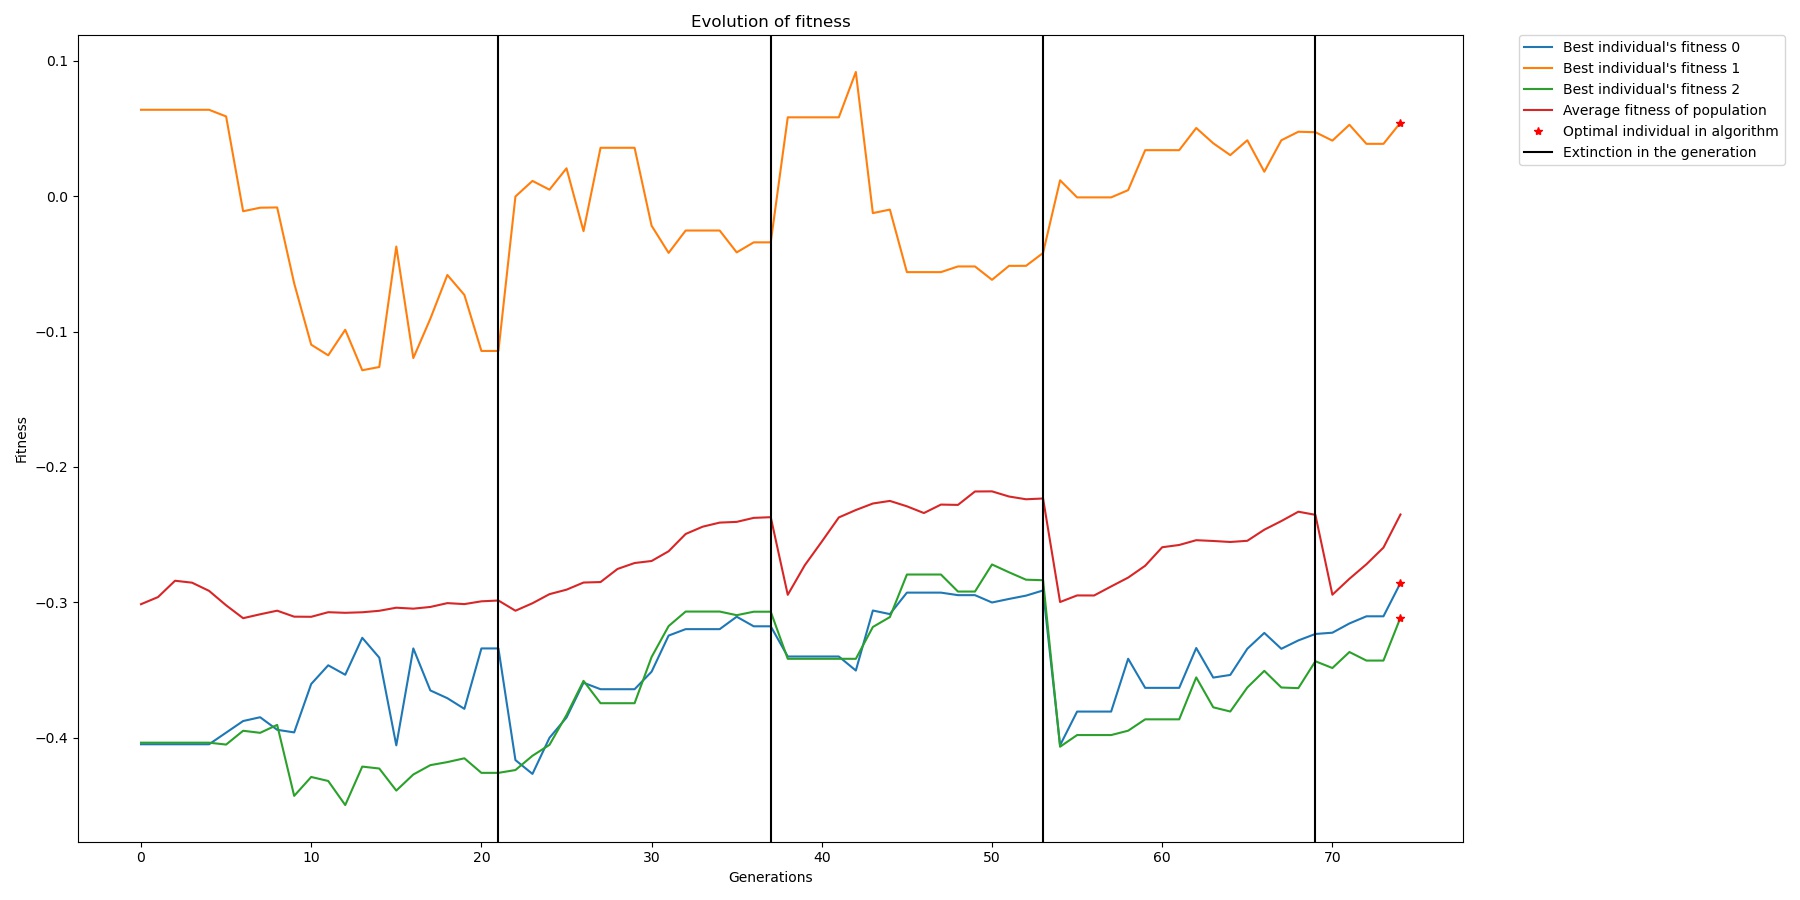 Evolution of fitness
Best individual's fitness 0
Best individual's fitness 1
Best individual's fitness 2
Average fitness of population
Optimal individual in algorithm
Extinction in the generation
0.1
0.0
−0.1
−0.2
−0.3
−0.4
Fitness
0 10 20 30 40 50 60 70
Generations